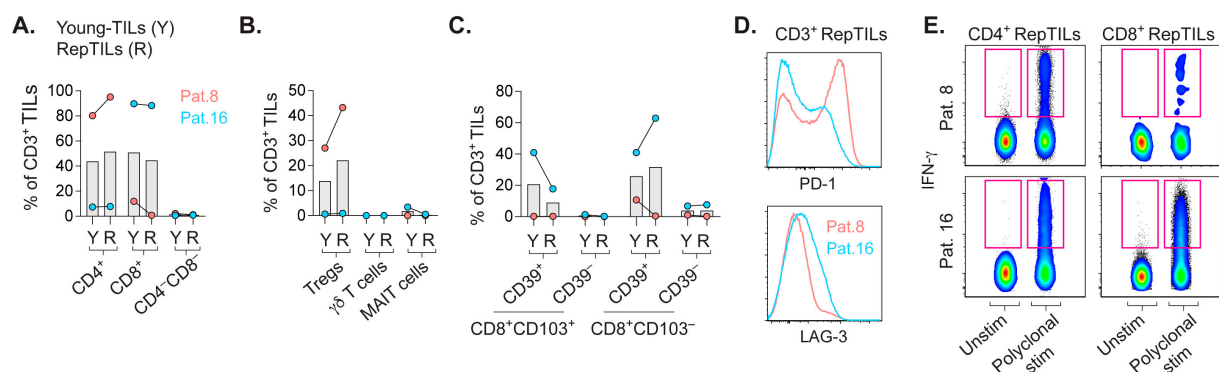 A.
Young-TILs (Y)
RepTILs (R)
% of CD3⁺ TILs
100
80
60
40
20
0
Pat.8
Pat.16
Y R Y R
CD4⁺
CD8⁺
CD4⁻CD8⁻
B.
% of CD3⁺ TILs
50
40
30
20
10
0
Y R
Tregs
γδ T cells
MAIT cells
C.
% of CD3⁺ TILs
100
80
60
40
20
0
Y R Y R Y R Y R
CD39⁺
CD39⁻
CD39⁺
CD39⁻
CD8⁺CD103⁺
CD8⁺CD103⁻
D.
CD3⁺ RepTILs
PD-1
Pat.8
Pat.16
LAG-3
E.
CD4⁺ RepTILs
CD8⁺ RepTILs
Pat. 8
Pat. 16
IFN-γ
Unstim
Polyclonal
stim
Unstim
Polyclonal
stim